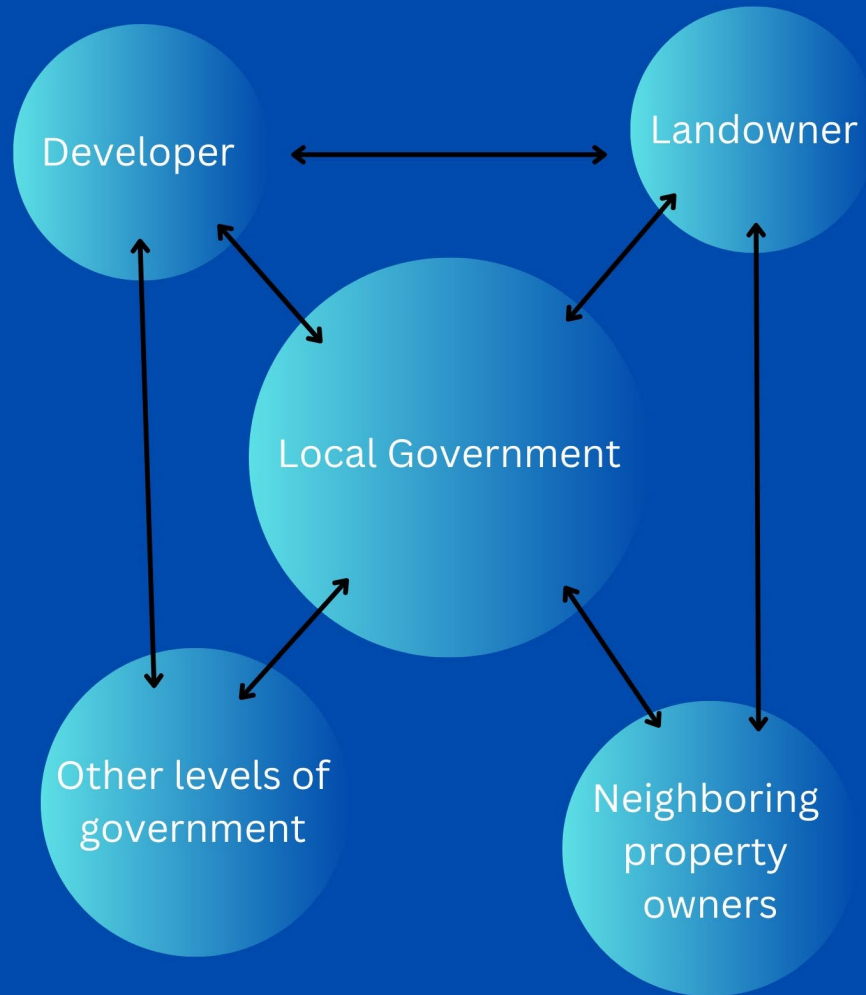 Developer
Landowner
Local Government
Other levels of
government
Neighboring
property
owners